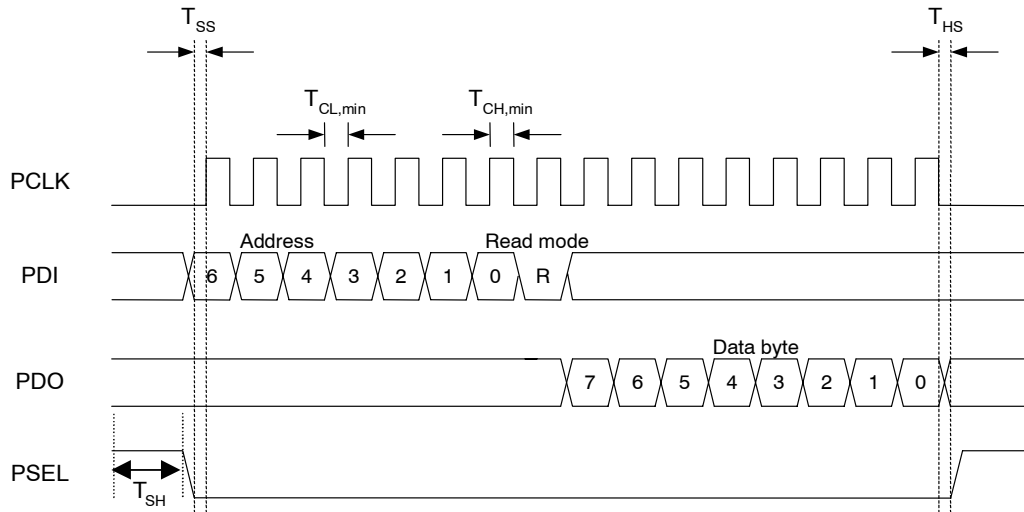 T_SS T_HS
T_CL,min T_CH,min
PCLK
Address Read mode
PDI 6 5 4 3 2 1 0 R
Data byte
PDO 7 6 5 4 3 2 1 0
PSEL
T_SH